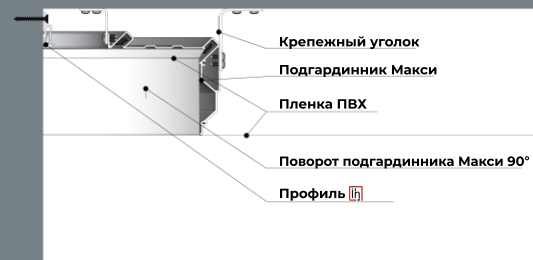 Крепежный уголок
Подгардинник Макси
Пленка ПВХ
Поворот подгардинника Макси 90°
Профиль